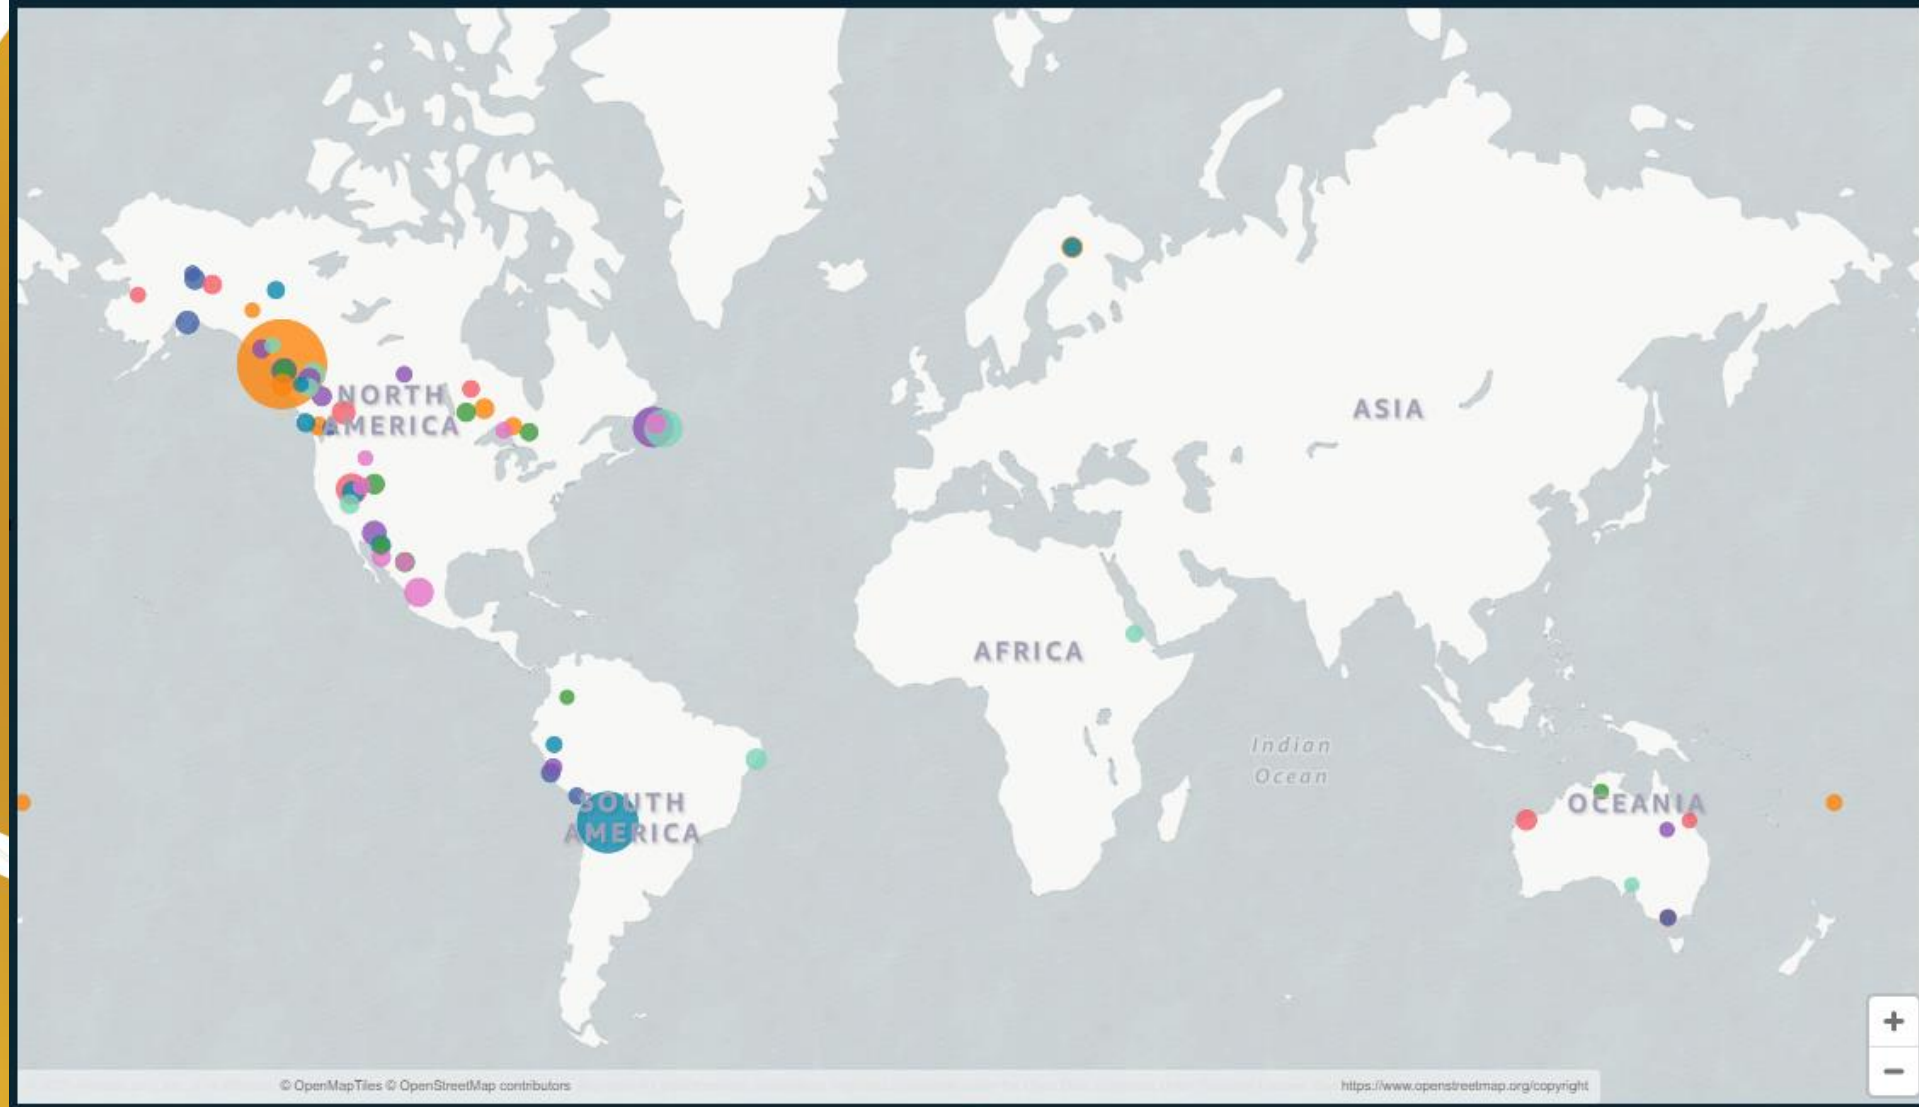 NORTH
AMERICA
ASIA
AFRICA
Indian
Ocean
SOUTH
AMERICA
OCEANIA
+
−
© OpenMapTiles © OpenStreetMap contributors
https://www.openstreetmap.org/copyright